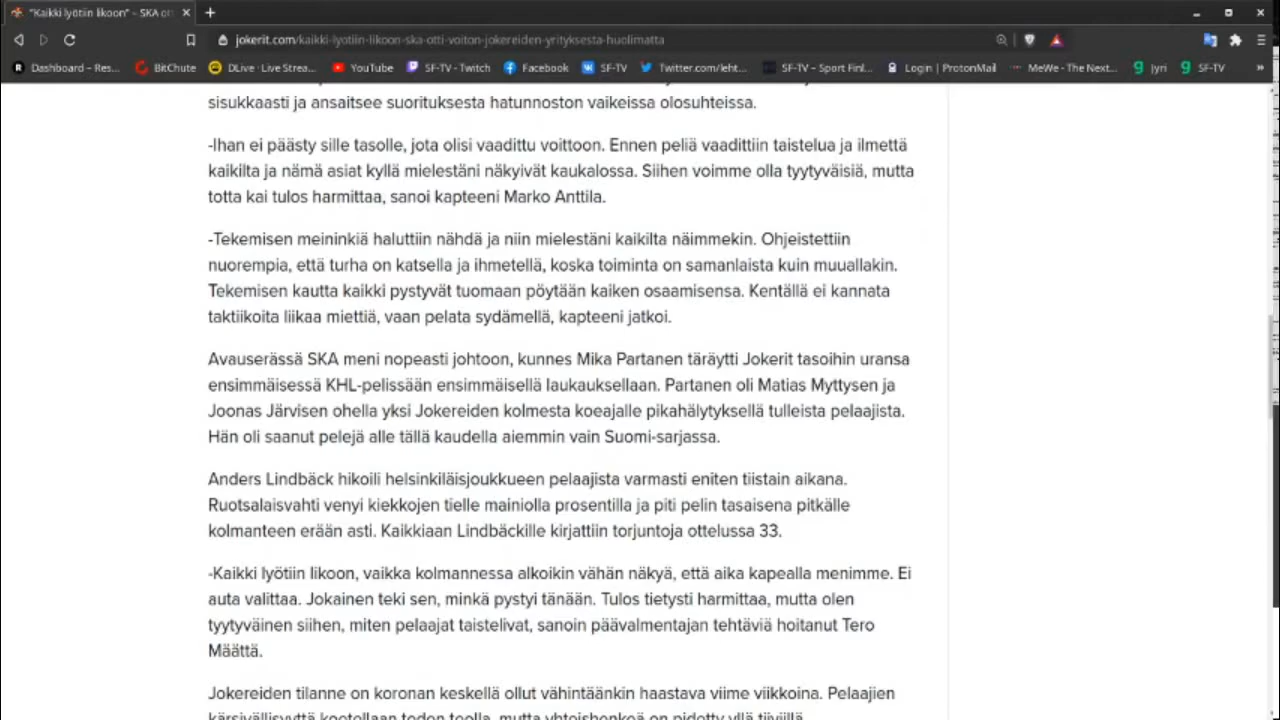 "Kaikki lyötiin likoon" – SKA ot
jokerit.com/kaikki-lyotiin-likoon-ska-otti-voiton-jokereiden-yrityksesta-huolimatta
Dashboard – Res... BitChute DLive · Live Strea... YouTube SF-TV - Twitch Facebook SF-TV Twitter.com/leht... SF-TV – Sport Finl... Login | ProtonMail MeWe - The Next... Jyri SF-TV »
sisukkaasti ja ansaitsee suorituksesta hatunnoston vaikeissa olosuhteissa.
-Ihan ei päästy sille tasolle, jota olisi vaadittu voittoon. Ennen peliä vaadittiin taistelua ja ilmettä
kaikilta ja nämä asiat kyllä mielestäni näkyivät kaukalossa. Siihen voimme olla tyytyväisiä, mutta
totta kai tulos harmittaa, sanoi kapteeni Marko Anttila.
-Tekemisen meininkiä haluttiin nähdä ja niin mielestäni kaikilta näimmekin. Ohjeistettiin
nuorempia, että turha on katsella ja ihmetellä, koska toiminta on samanlaista kuin muuallakin.
Tekemisen kautta kaikki pystyvät tuomaan pöytään kaiken osaamisensa. Kentällä ei kannata
taktiikoita liikaa miettiä, vaan pelata sydämellä, kapteeni jatkoi.
Avauserässä SKA meni nopeasti johtoon, kunnes Mika Partanen täräytti Jokerit tasoihin uransa
ensimmäisessä KHL-pelissään ensimmäisellä laukauksellaan. Partanen oli Matias Myttysen ja
Joonas Järvisen ohella yksi Jokereiden kolmesta koeajalle pikahälytyksellä tulleista pelaajista.
Hän oli saanut pelejä alle tällä kaudella aiemmin vain Suomi-sarjassa.
Anders Lindbäck hikoili helsinkiläisjoukkueen pelaajista varmasti eniten tiistain aikana.
Ruotsalaisvahti venyi kiekkojen tielle mainiolla prosentilla ja piti pelin tasaisena pitkälle
kolmanteen erään asti. Kaikkiaan Lindbäckille kirjattiin torjuntoja ottelussa 33.
-Kaikki lyötiin likoon, vaikka kolmannessa alkoikin vähän näkyä, että aika kapealla menimme. Ei
auta valittaa. Jokainen teki sen, minkä pystyi tänään. Tulos tietysti harmittaa, mutta olen
tyytyväinen siihen, miten pelaajat taistelivat, sanoin päävalmentajan tehtäviä hoitanut Tero
Määttä.
Jokereiden tilanne on koronan keskellä ollut vähintäänkin haastava viime viikkoina. Pelaajien
kärsivällisyyttä koetellaan toden teolla, mutta yhteishenkeä on pidetty yllä tiiviillä